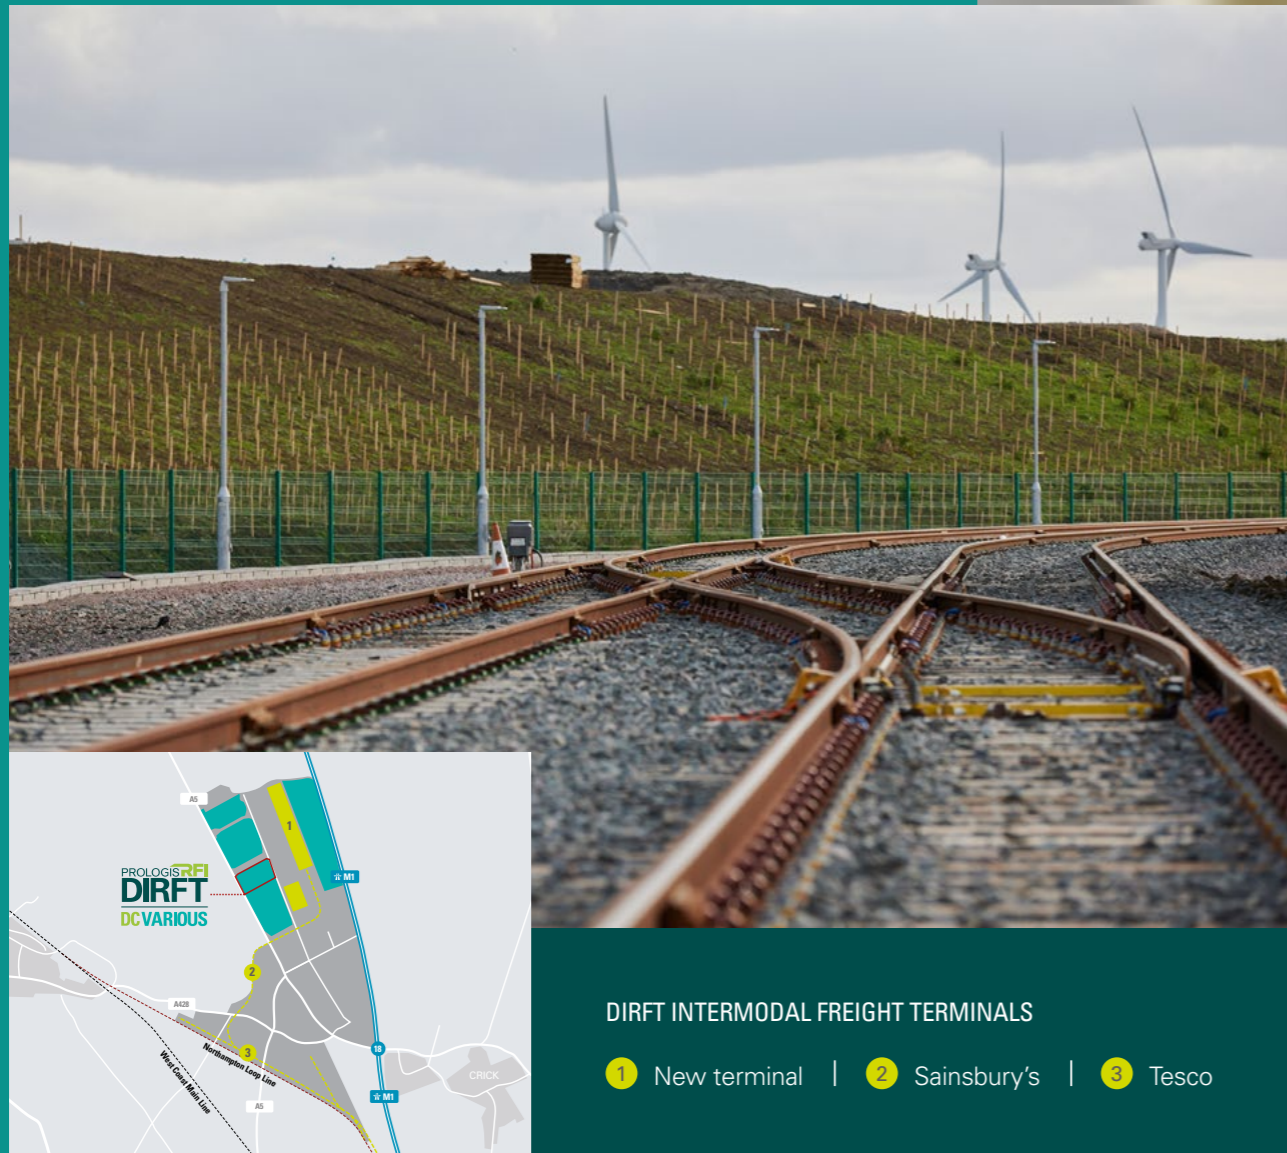 A5
1
M1
PROLOGIS RFI
DIRFT
DC VARIOUS
2
A428
3
Northampton Loop Line
West Coast Main Line
18
CRICK
A5
M1
DIRFT INTERMODAL FREIGHT TERMINALS
1 New terminal | 2 Sainsbury's | 3 Tesco